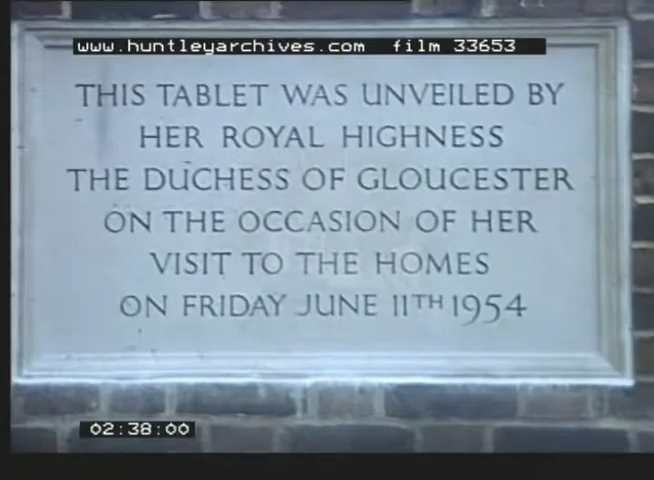 www.huntleyarchives.com film 33653
THIS TABLET WAS UNVEILED BY
HER ROYAL HIGHNESS
THE DUCHESS OF GLOUCESTER
ON THE OCCASION OF HER
VISIT TO THE HOMES
ON FRIDAY JUNE 11TH 1954
02:38:00